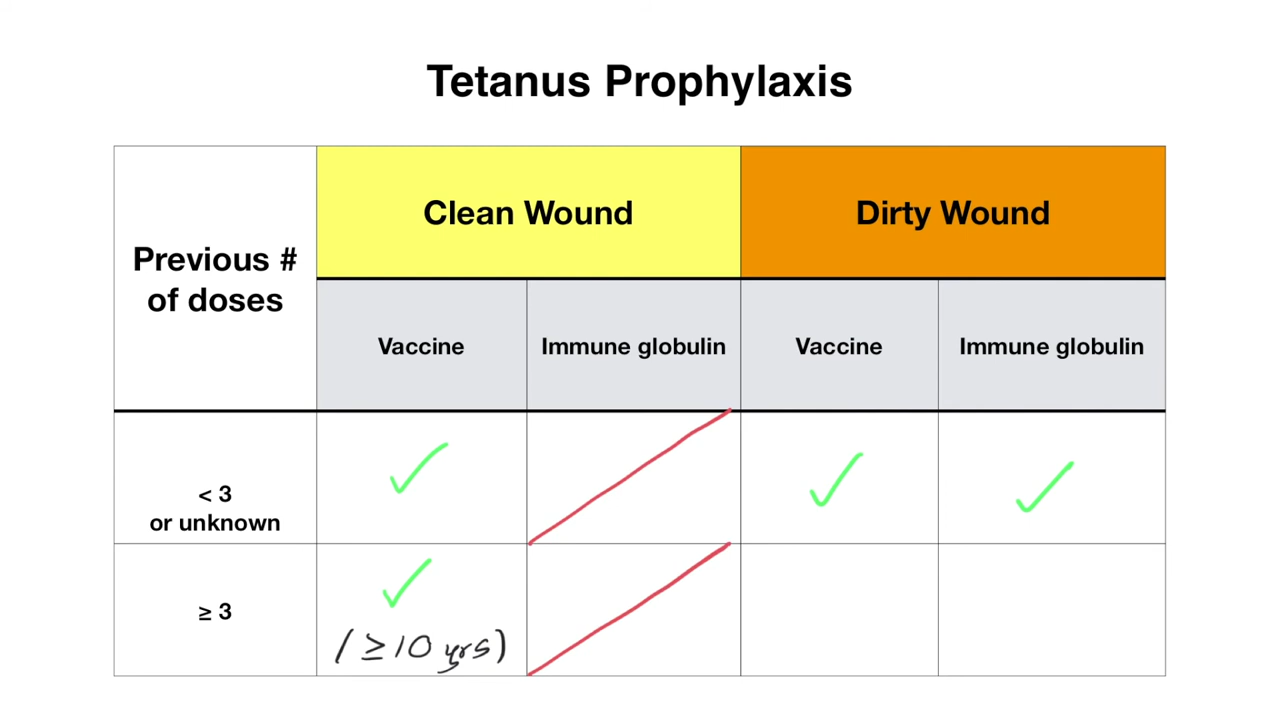 Tetanus Prophylaxis
Previous #
of doses
Clean Wound
Dirty Wound
Vaccine
Immune globulin
Vaccine
Immune globulin
< 3
or unknown
≥ 3
(≥10 yrs)